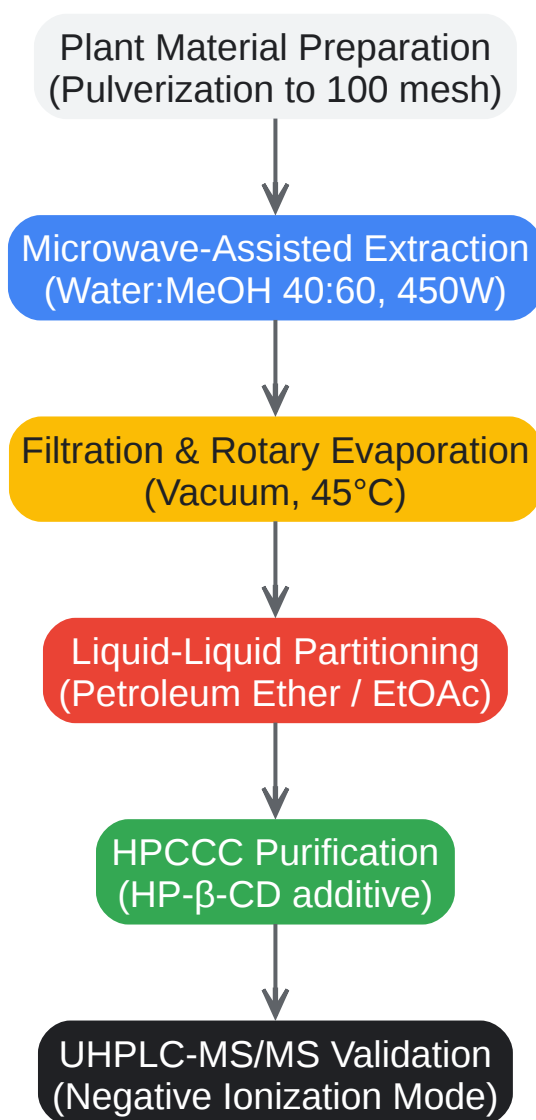 Plant Material Preparation
(Pulverization to 100 mesh)
Microwave-Assisted Extraction
(Water:MeOH 40:60, 450W)
Filtration & Rotary Evaporation
(Vacuum, 45°C)
Liquid-Liquid Partitioning
(Petroleum Ether / EtOAc)
HPCCC Purification
(HP-β-CD additive)
UHPLC-MS/MS Validation
(Negative Ionization Mode)